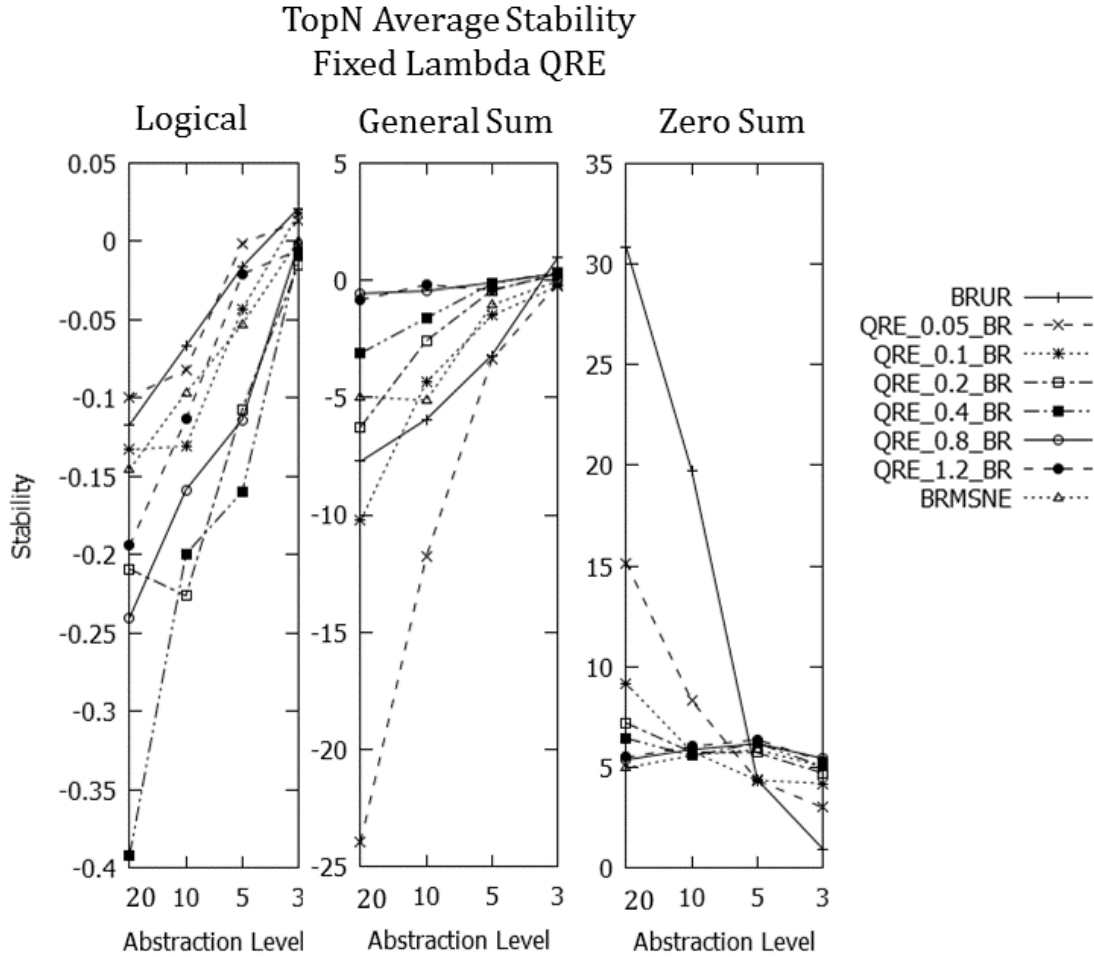 TopN Average Stability
Fixed Lambda QRE
Logical
General Sum
Zero Sum
Stability
0.05
0
-0.05
-0.1
-0.15
-0.2
-0.25
-0.3
-0.35
-0.4
20 10 5 3
Abstraction Level
5
0
-5
-10
-15
-20
-25
20 10 5 3
Abstraction Level
35
30
25
20
15
10
5
0
20 10 5 3
Abstraction Level
BRUR
QRE_0.05_BR
QRE_0.1_BR
QRE_0.2_BR
QRE_0.4_BR
QRE_0.8_BR
QRE_1.2_BR
BRMSNE